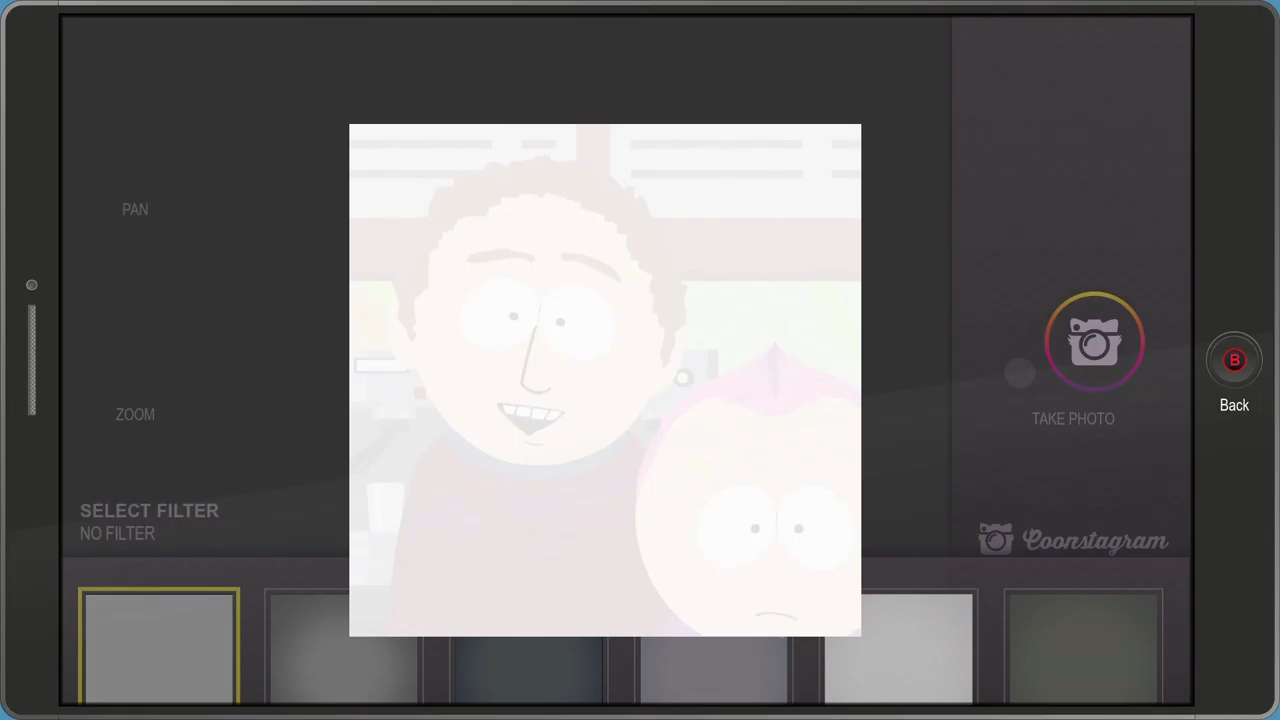 PAN
TAKE PHOTO
B
Back
ZOOM
SELECT FILTER
NO FILTER
Coonstagram